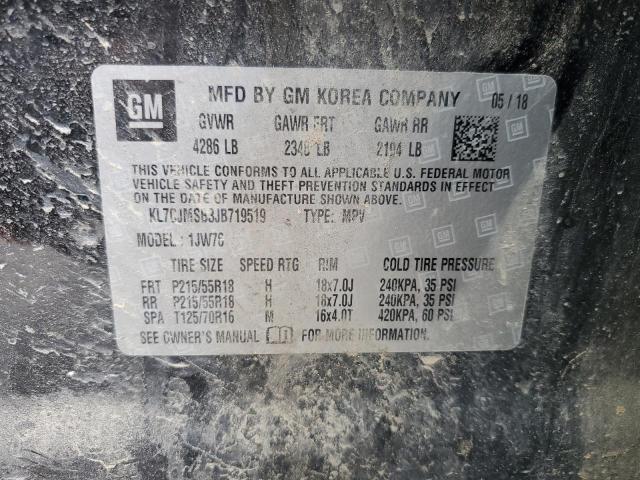 GM
MFD BY GM KOREA COMPANY 05/18
GVWR GAWR FRT GAWR RR
4286 LB 2348 LB 2194 LB
THIS VEHICLE CONFORMS TO ALL APPLICABLE U.S. FEDERAL MOTOR
VEHICLE SAFETY AND THEFT PREVENTION STANDARDS IN EFFECT
ON THE DATE OF MANUFACTURE SHOWN ABOVE.
KL7CJMSB3JB719519 TYPE: MPV
MODEL: 1JW76
TIRE SIZE SPEED RTG RIM COLD TIRE PRESSURE
FRT P215/55R18 H 18x7.0J 240KPA, 35 PSI
RR P215/55R18 H 18x7.0J 240KPA, 35 PSI
SPA T125/70R16 M 16x4.0T 420KPA, 60 PSI
SEE OWNER'S MANUAL FOR MORE INFORMATION.